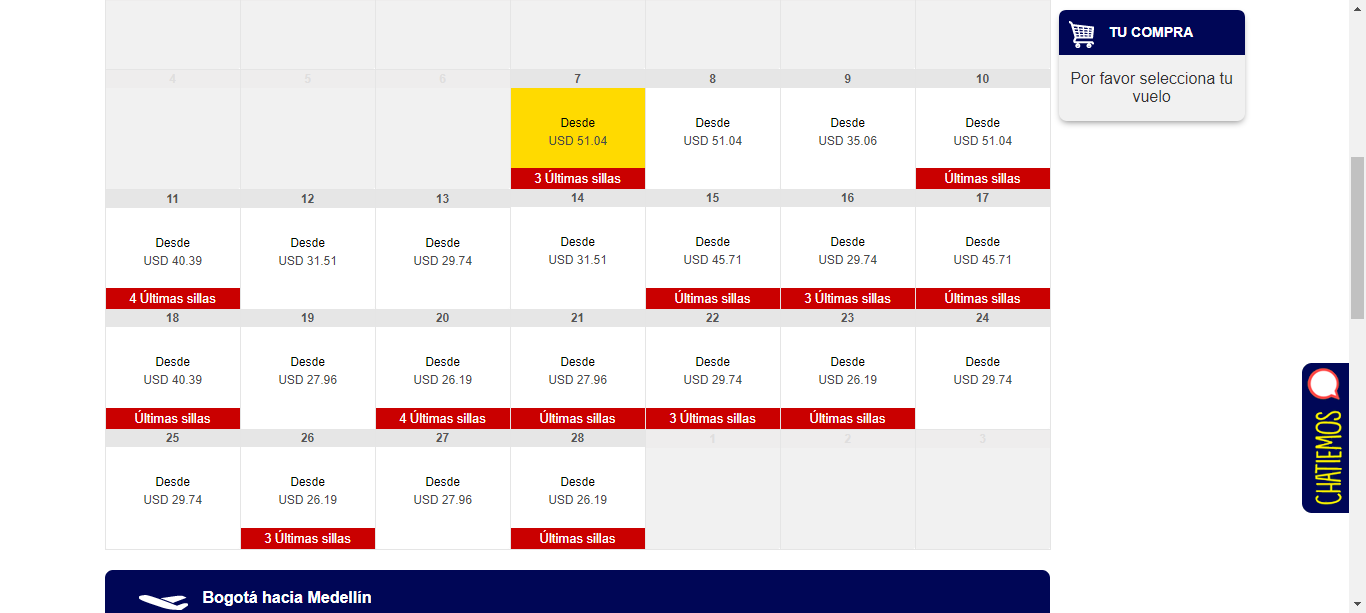 TU COMPRA
Por favor selecciona tu
vuelo
4 5 6 7 8 9 10
Desde Desde Desde Desde
USD 51.04 USD 51.04 USD 35.06 USD 51.04
3 Últimas sillas Últimas sillas
11 12 13 14 15 16 17
Desde Desde Desde Desde Desde Desde Desde
USD 40.39 USD 31.51 USD 29.74 USD 31.51 USD 45.71 USD 29.74 USD 45.71
4 Últimas sillas Últimas sillas 3 Últimas sillas Últimas sillas
18 19 20 21 22 23 24
Desde Desde Desde Desde Desde Desde Desde
USD 40.39 USD 27.96 USD 26.19 USD 27.96 USD 29.74 USD 26.19 USD 29.74
Últimas sillas 4 Últimas sillas Últimas sillas 3 Últimas sillas Últimas sillas
25 26 27 28 1 2 3
Desde Desde Desde Desde
USD 29.74 USD 26.19 USD 27.96 USD 26.19
3 Últimas sillas Últimas sillas
CHATIEMOS
Bogotá hacia Medellín